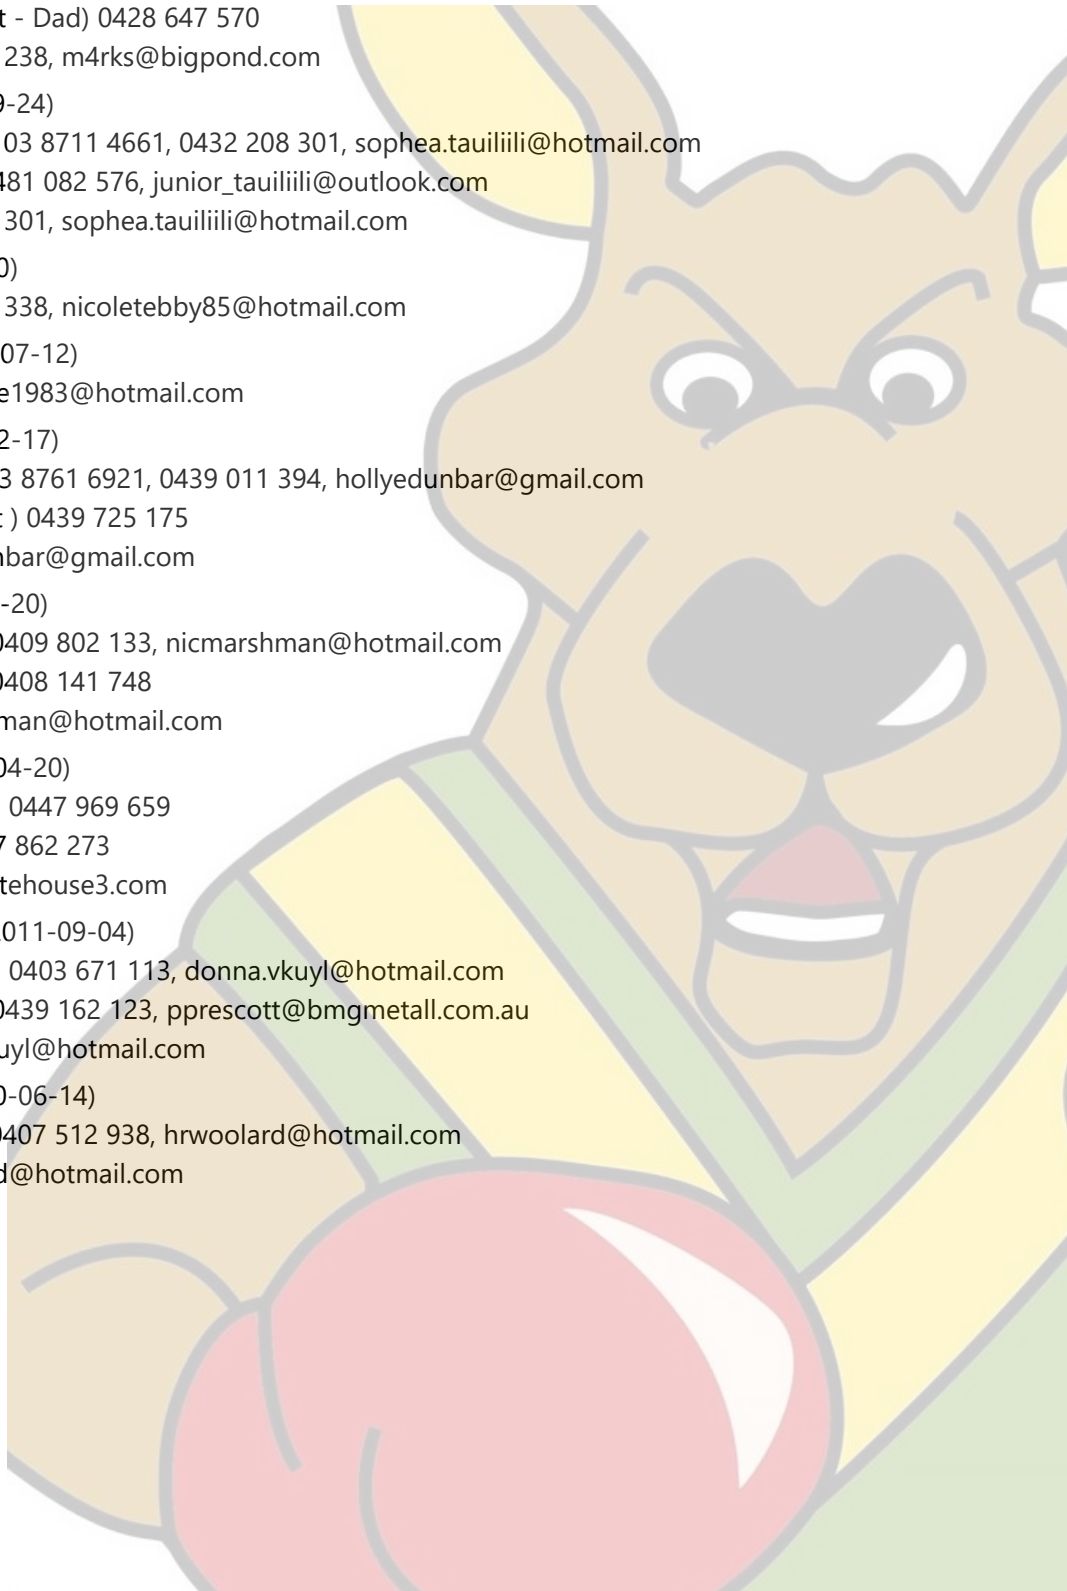 t - Dad) 0428 647 570
238, m4rks@bigpond.com
9-24)
03 8711 4661, 0432 208 301, sophea.tauiliili@hotmail.com
481 082 576, junior_tauiliili@outlook.com
301, sophea.tauiliili@hotmail.com
0)
338, nicoletebby85@hotmail.com
07-12)
e1983@hotmail.com
2-17)
3 8761 6921, 0439 011 394, hollyedunbar@gmail.com
t ) 0439 725 175
nbar@gmail.com
-20)
0409 802 133, nicmarshman@hotmail.com
0408 141 748
man@hotmail.com
04-20)
0447 969 659
7 862 273
tehouse3.com
2011-09-04)
0403 671 113, donna.vkuyl@hotmail.com
0439 162 123, pprescott@bmgmetall.com.au
uyl@hotmail.com
0-06-14)
0407 512 938, hrwoolard@hotmail.com
d@hotmail.com